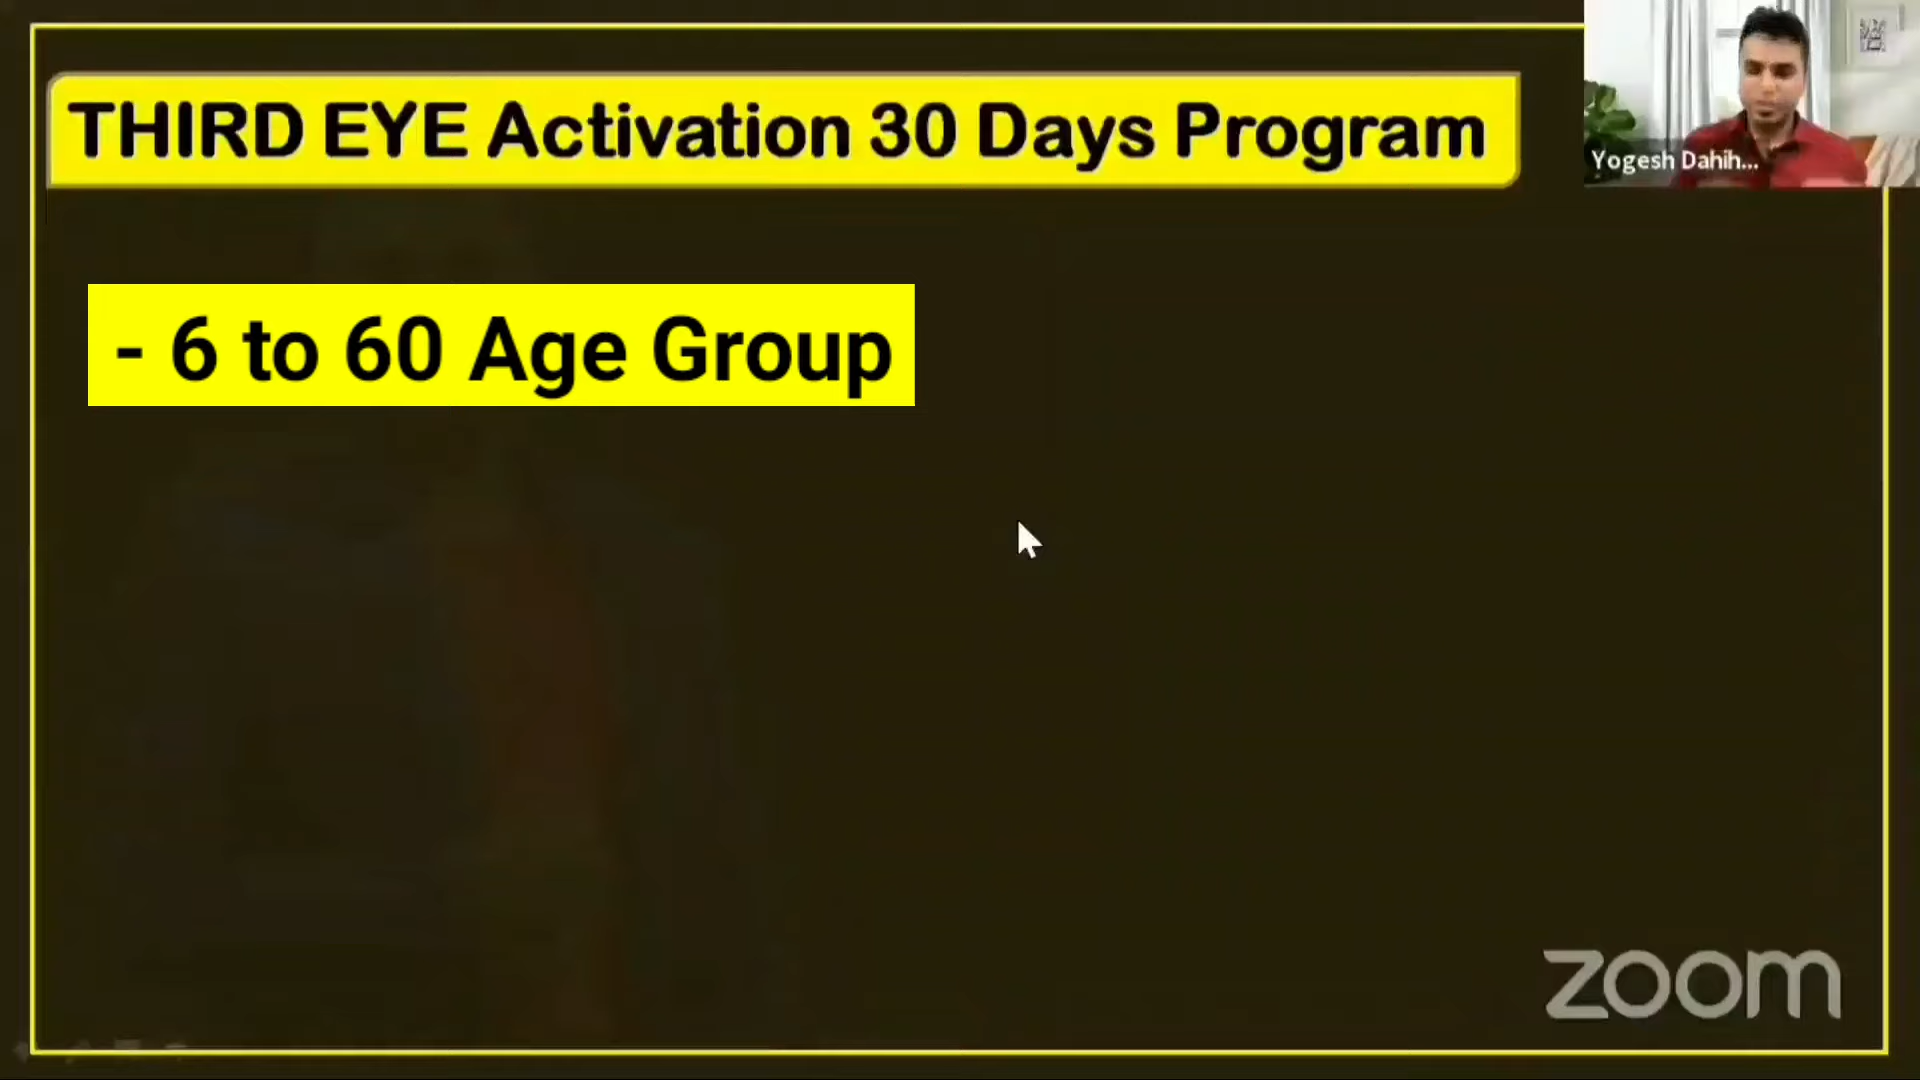 THIRD EYE Activation 30 Days Program
Yogesh Dahih...
- 6 to 60 Age Group
zoom